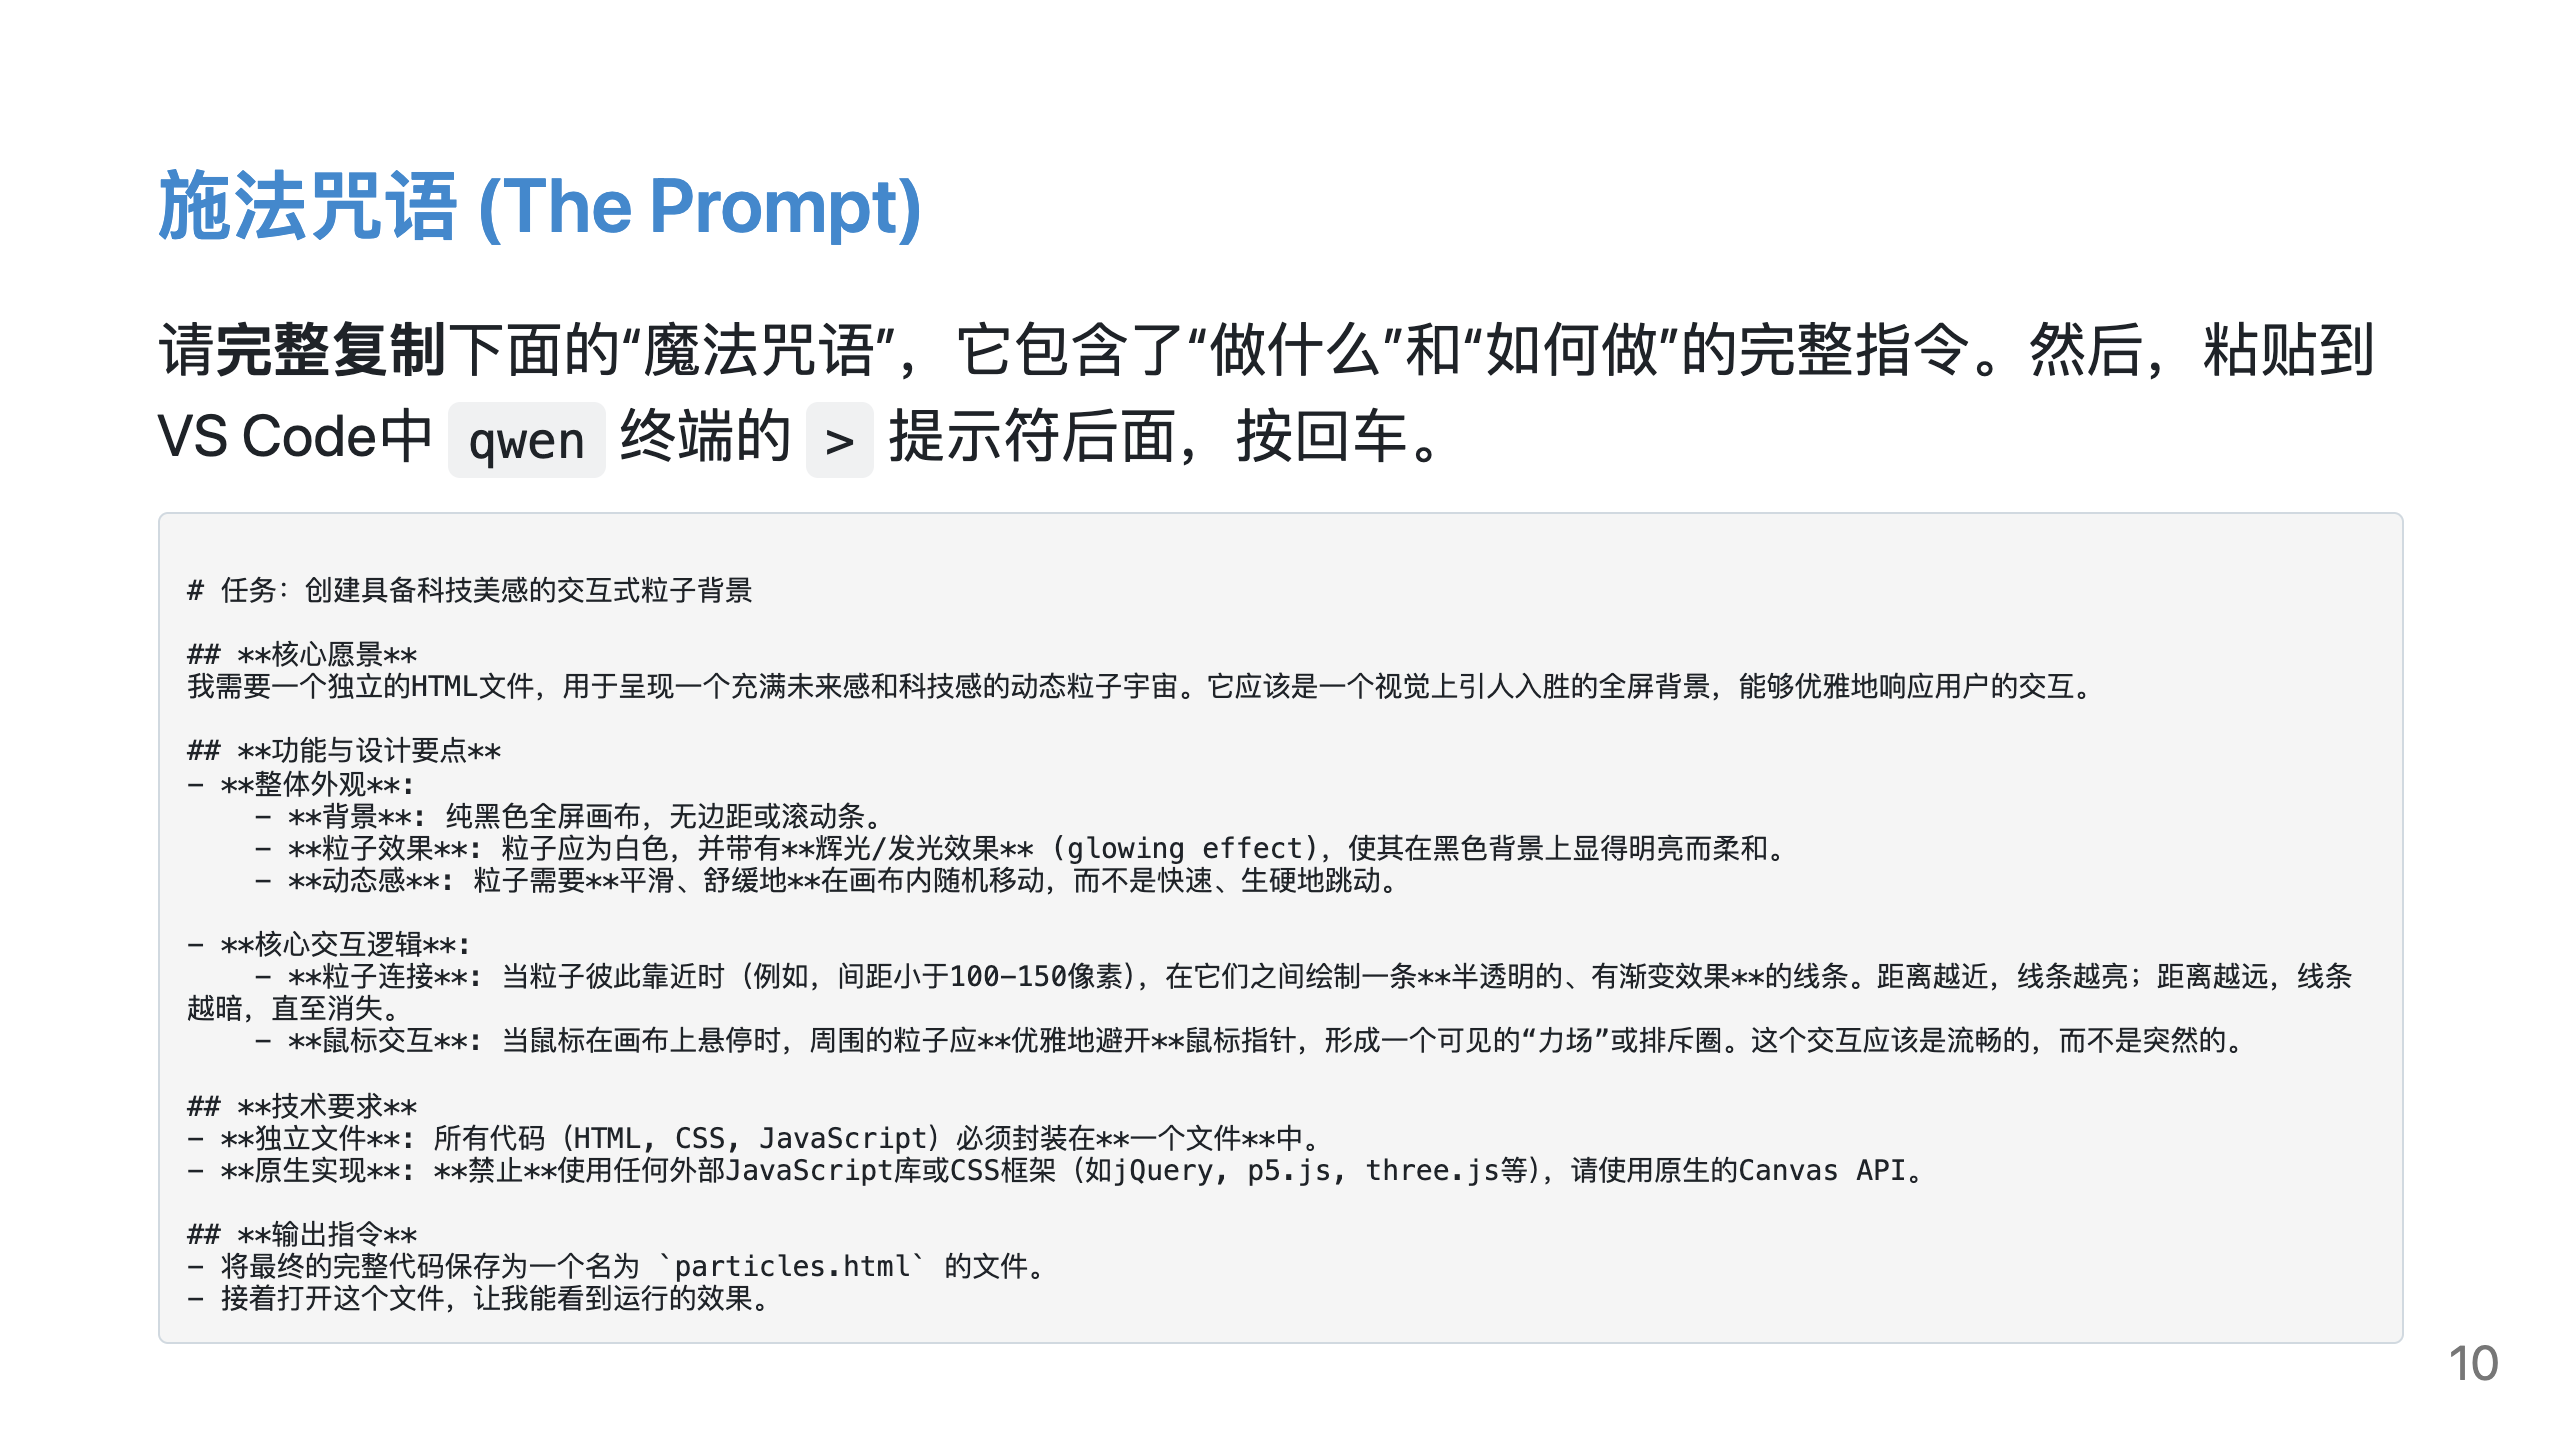 施法咒语 (The Prompt)
请完整复制下面的“魔法咒语”，它包含了“做什么”和“如何做”的完整指令。然后，粘贴到
VS Code中 qwen 终端的 > 提示符后面，按回车。
# 任务：创建具备科技美感的交互式粒子背景
## **核心愿景**
我需要一个独立的HTML文件，用于呈现一个充满未来感和科技感的动态粒子宇宙。它应该是一个视觉上引人入胜的全屏背景，能够优雅地响应用户的交互。
## **功能与设计要点**
- **整体外观**:
    - **背景**: 纯黑色全屏画布，无边距或滚动条。
    - **粒子效果**: 粒子应为白色，并带有**辉光/发光效果** (glowing effect)，使其在黑色背景上显得明亮而柔和。
    - **动态感**: 粒子需要**平滑、舒缓地**在画布内随机移动，而不是快速、生硬地跳动。
- **核心交互逻辑**:
    - **粒子连接**: 当粒子彼此靠近时（例如，间距小于100-150像素），在它们之间绘制一条**半透明的、有渐变效果**的线条。距离越近，线条越亮；距离越远，线条
越暗，直至消失。
    - **鼠标交互**: 当鼠标在画布上悬停时，周围的粒子应**优雅地避开**鼠标指针，形成一个可见的“力场”或排斥圈。这个交互应该是流畅的，而不是突然的。
## **技术要求**
- **独立文件**: 所有代码（HTML, CSS, JavaScript）必须封装在**一个文件**中。
- **原生实现**: **禁止**使用任何外部JavaScript库或CSS框架（如jQuery, p5.js, three.js等），请使用原生的Canvas API。
## **输出指令**
- 将最终的完整代码保存为一个名为 `particles.html` 的文件。
- 接着打开这个文件，让我能看到运行的效果。
10